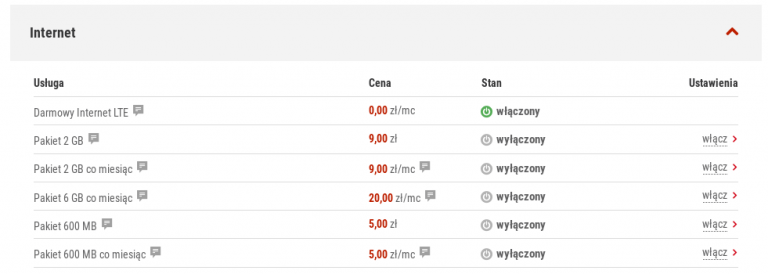 Internet
Usługa Cena Stan Ustawienia
Darmowy Internet LTE 0,00 zł/mc włączony
Pakiet 2 GB 9,00 zł wyłączony włącz
Pakiet 2 GB co miesiąc 9,00 zł/mc wyłączony włącz
Pakiet 6 GB co miesiąc 20,00 zł/mc wyłączony włącz
Pakiet 600 MB 5,00 zł wyłączony włącz
Pakiet 600 MB co miesiąc 5,00 zł/mc wyłączony włącz